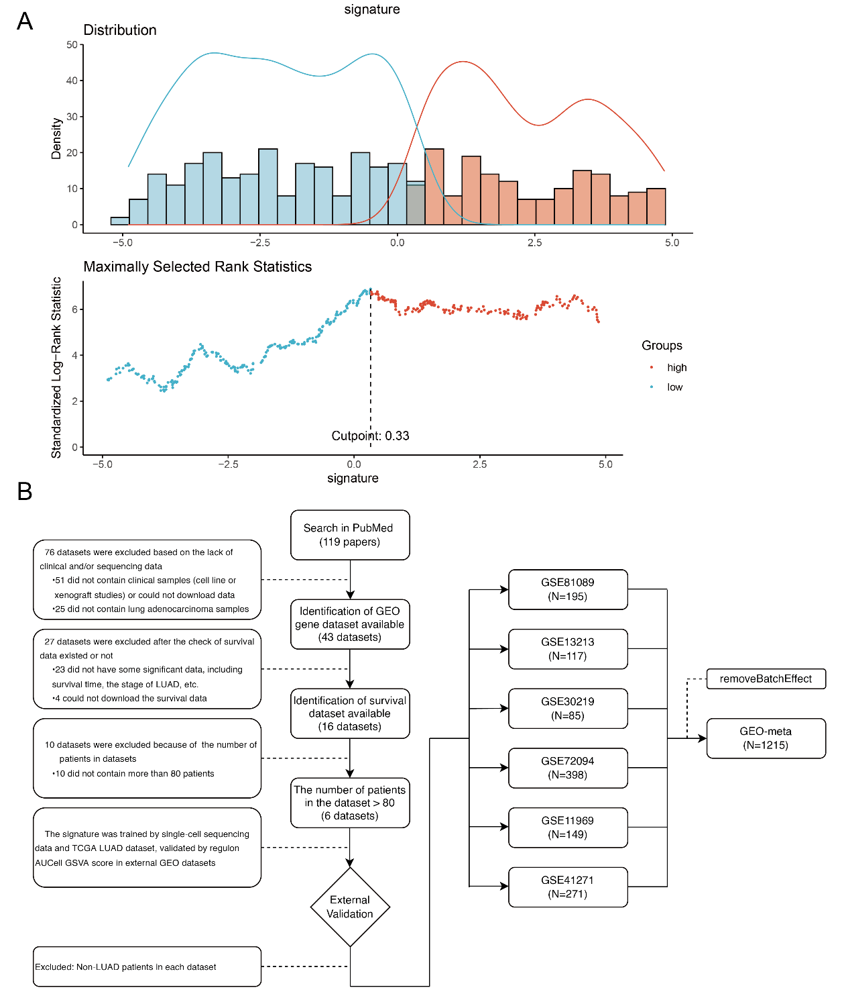 A
signature
Distribution
50
40
30
20
10
0
Density
−5.0
−2.5
0.0
2.5
5.0
Maximally Selected Rank Statistics
6
4
2
0
Standardized Log−Rank Statistic
Cutpoint: 0.33
−5.0
−2.5
0.0
2.5
5.0
signature
Groups
high
low
B
Search in PubMed
(119 papers)
76 datasets were excluded based on the lack of
clinical and/or sequencing data
•51 did not contain clinical samples (cell line or
xenograft studies) or could not download data
•25 did not contain lung adenocarcinoma samples
Identification of GEO
gene dataset available
(43 datasets)
27 datasets were excluded after the check of survival
data existed or not
•23 did not have some significant data, including
survival time, the stage of LUAD, etc.
•4 could not download the survival data
Identification of survival
dataset available
(16 datasets)
10 datasets were excluded because of the number of
patients in datasets
•10 did not contain more than 80 patients
The number of patients
in the dataset > 80
(6 datasets)
The signature was trained by single-cell sequencing
data and TCGA LUAD dataset, validated by regulon
AUCell GSVA score in external GEO datasets
External
Validation
Excluded: Non-LUAD patients in each dataset
GSE81089
(N=195)
GSE13213
(N=117)
GSE30219
(N=85)
GSE72094
(N=398)
GSE11969
(N=149)
GSE41271
(N=271)
removeBatchEffect
GEO-meta
(N=1215)